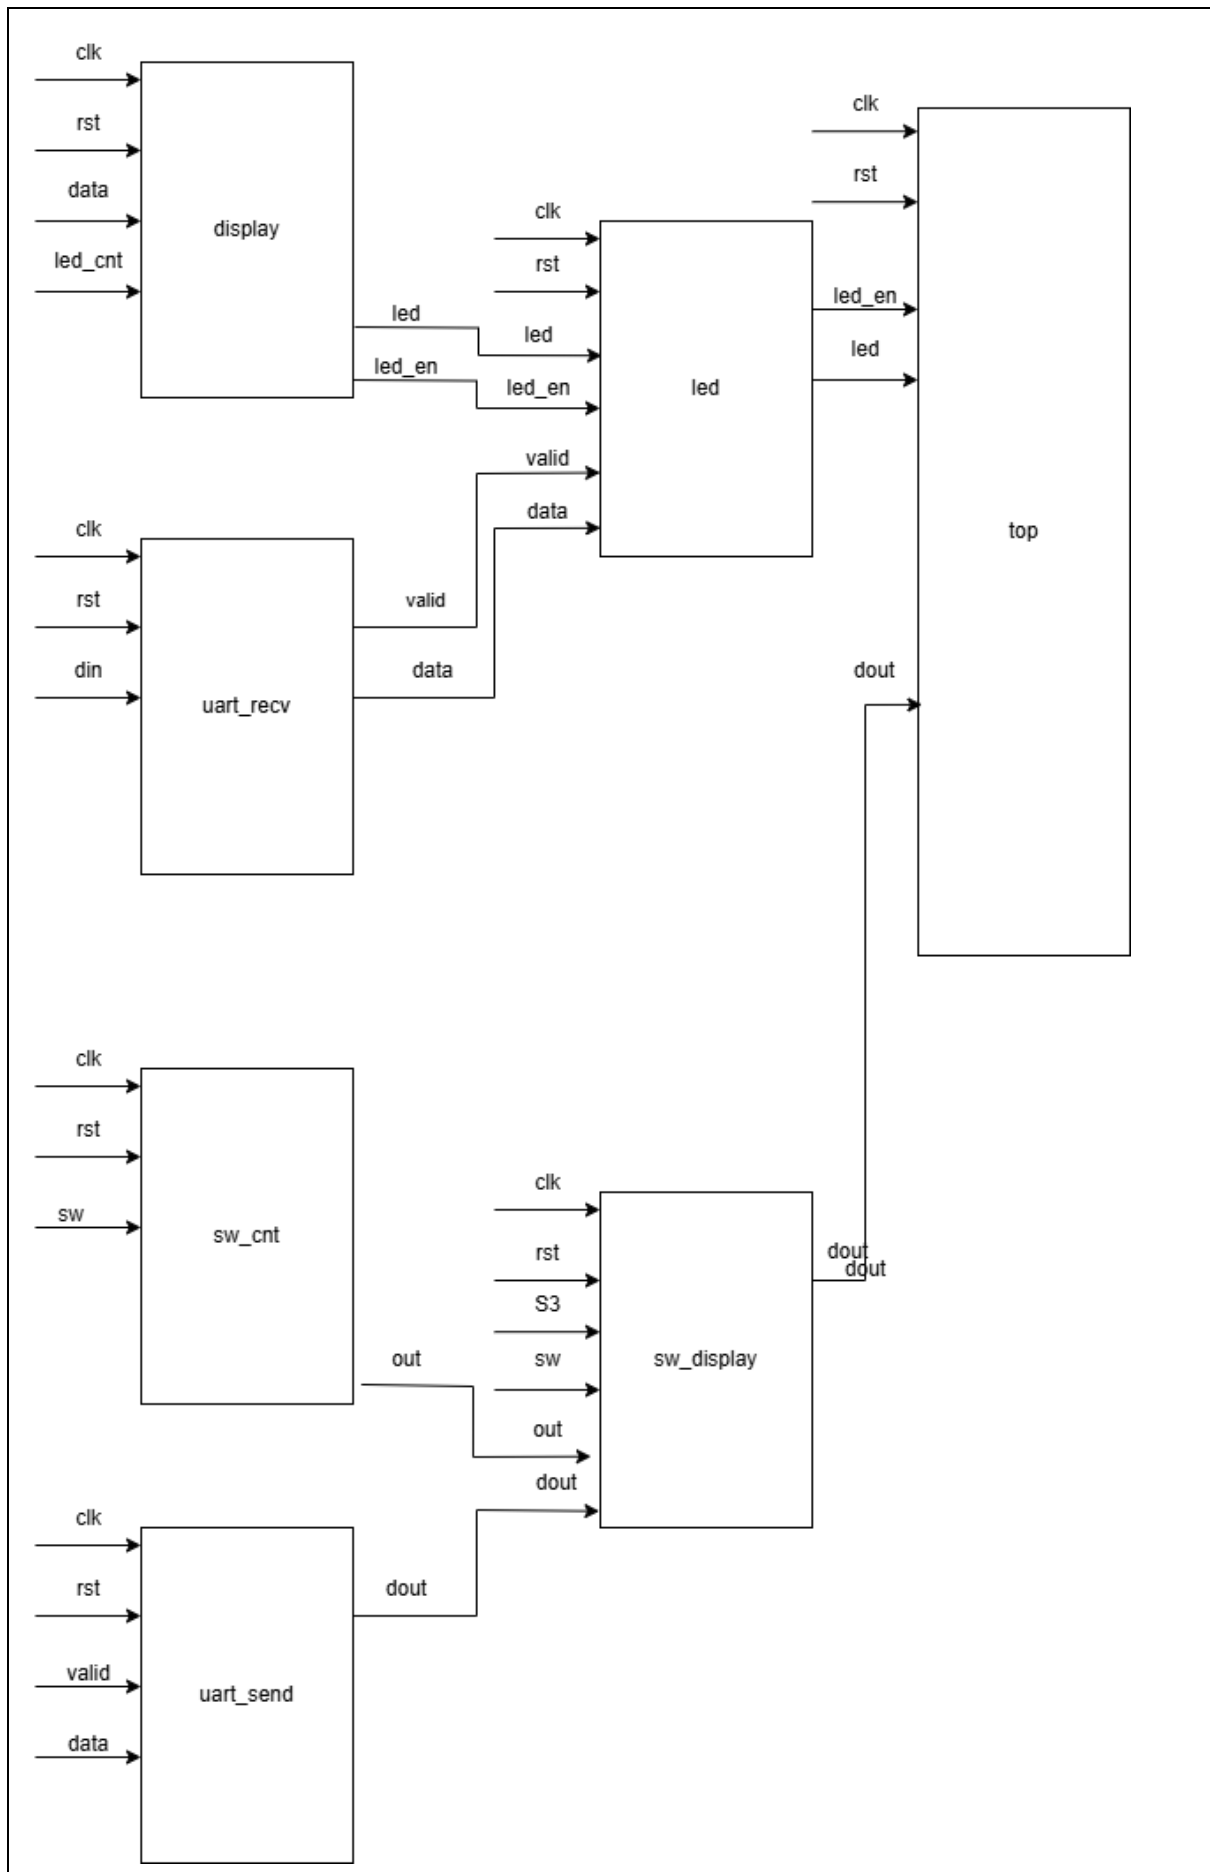 clk
rst
data
led_cnt
display
led
led_en
clk
rst
led
led_en
valid
data
led
clk
rst
led_en
led
dout
top
clk
rst
din
uart_recv
valid
data
clk
rst
sw
sw_cnt
out
clk
rst
S3
sw
out
dout
sw_display
dout
dout
clk
rst
valid
data
uart_send
dout